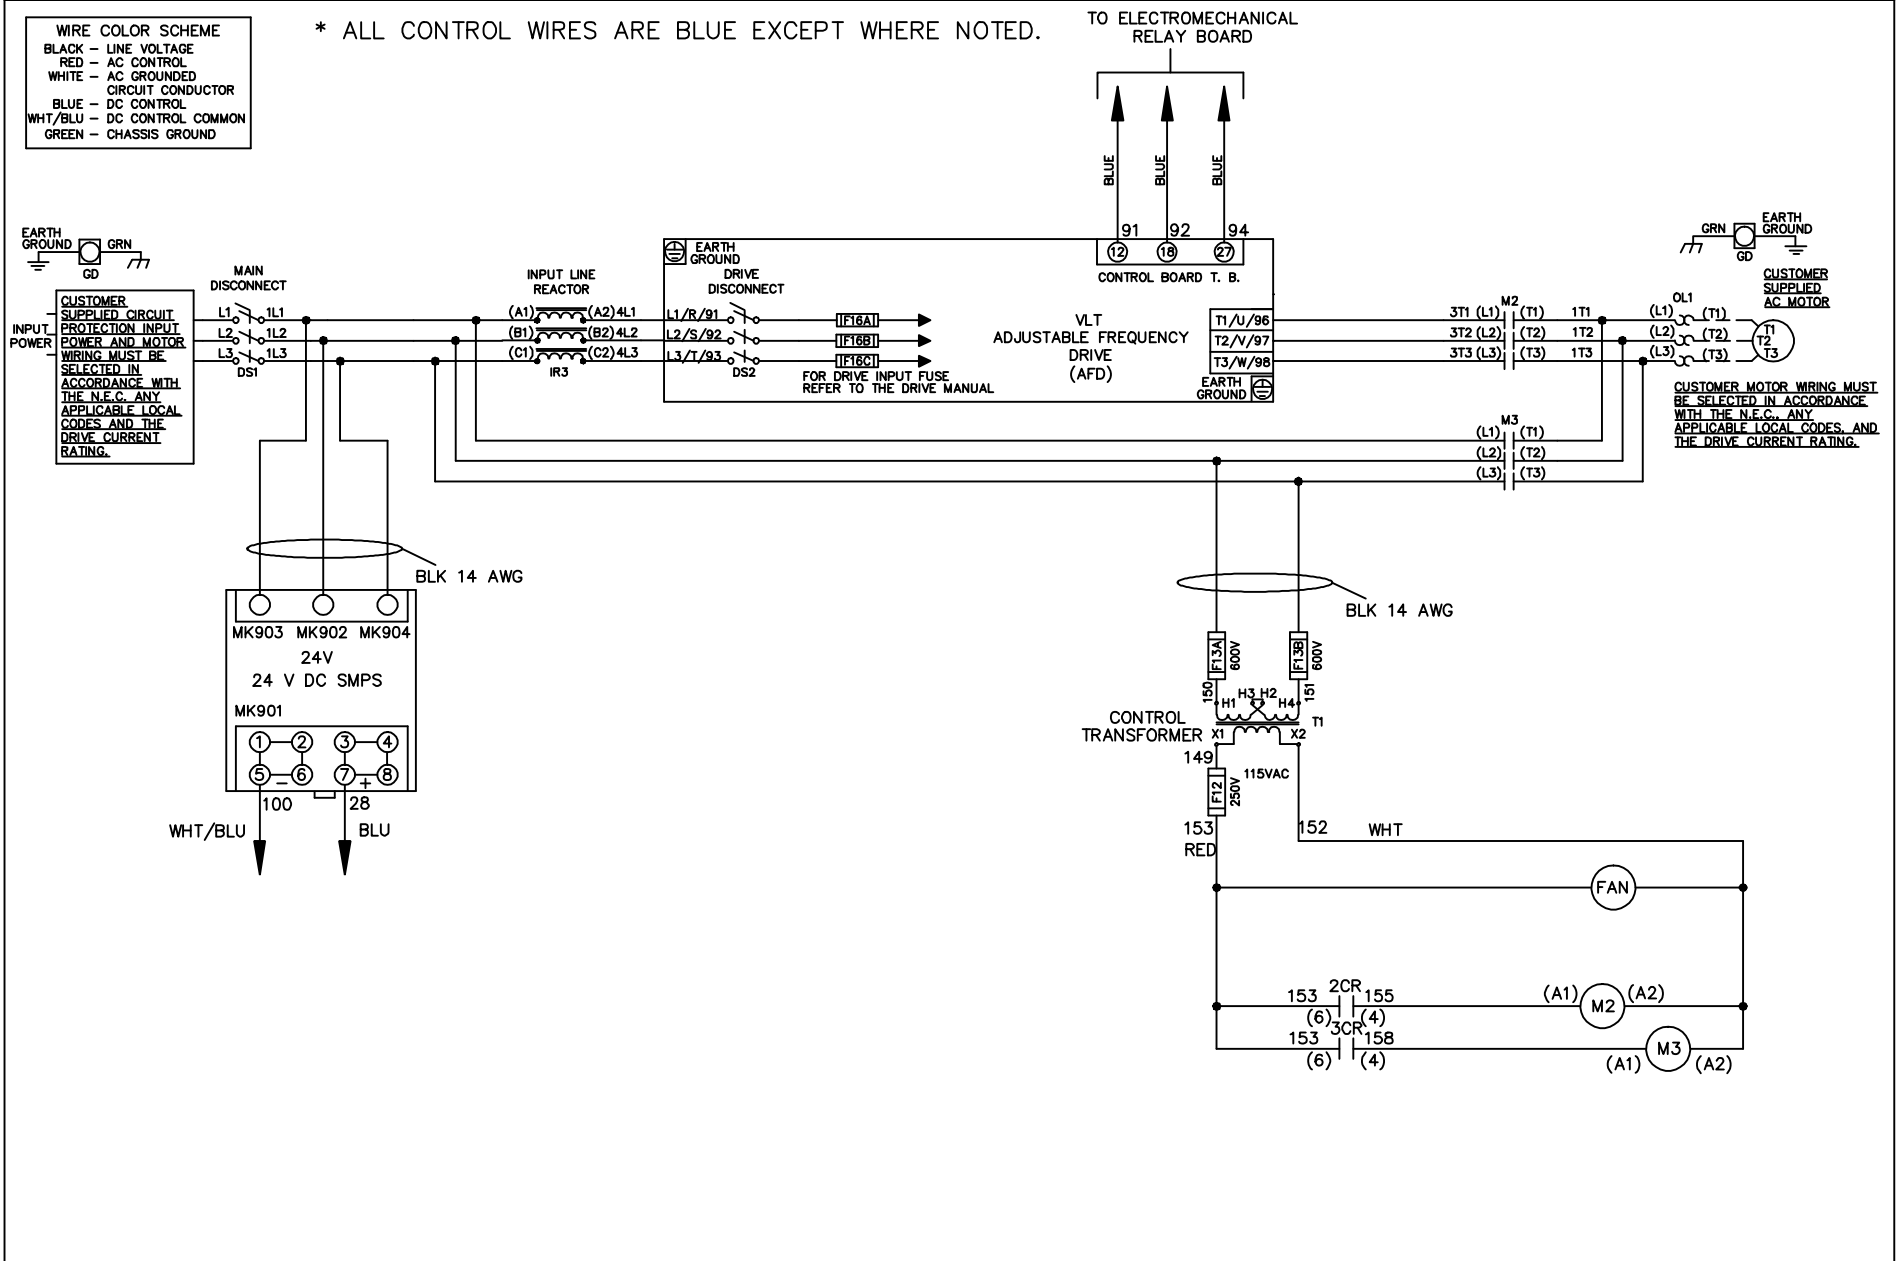 WIRE COLOR SCHEME
BLACK – LINE VOLTAGE
RED – AC CONTROL
WHITE – AC GROUNDED
CIRCUIT CONDUCTOR
BLUE – DC CONTROL
WHT/BLU – DC CONTROL COMMON
GREEN – CHASSIS GROUND
* ALL CONTROL WIRES ARE BLUE EXCEPT WHERE NOTED.
TO ELECTROMECHANICAL
RELAY BOARD
BLUE
BLUE
BLUE
91 92 94
12 18 27
CONTROL BOARD T. B.
EARTH
GROUND
GRN
GD
INPUT
POWER
CUSTOMER
SUPPLIED CIRCUIT
PROTECTION INPUT
POWER AND MOTOR
WIRING MUST BE
SELECTED IN
ACCORDANCE WITH
THE N.E.C. ANY
APPLICABLE LOCAL
CODES AND THE
DRIVE CURRENT
RATING.
MAIN
DISCONNECT
L1 1L1
L2 1L2
L3 1L3
DS1
INPUT LINE
REACTOR
(A1) (A2) 4L1
(B1) (B2) 4L2
(C1) (C2) 4L3
IR3
EARTH
GROUND
DRIVE
DISCONNECT
L1/R/91
L2/S/92
L3/T/93
DS2
F16A
F16B
F16C
FOR DRIVE INPUT FUSE
REFER TO THE DRIVE MANUAL
VLT
ADJUSTABLE FREQUENCY
DRIVE
(AFD)
T1/U/96
T2/V/97
T3/W/98
EARTH
GROUND
M2
3T1 (L1) (T1) 1T1
3T2 (L2) (T2) 1T2
3T3 (L3) (T3) 1T3
OL1
(L1) (T1)
(L2) (T2)
(L3) (T3)
T1
T2
T3
GRN
GD
EARTH
GROUND
CUSTOMER
SUPPLIED
AC MOTOR
CUSTOMER MOTOR WIRING MUST
BE SELECTED IN ACCORDANCE
WITH THE N.E.C., ANY
APPLICABLE LOCAL CODES, AND
THE DRIVE CURRENT RATING.
M3
(L1) (T1)
(L2) (T2)
(L3) (T3)
BLK 14 AWG
MK903 MK902 MK904
24V
24 V DC SMPS
MK901
1 2 3 4
5 6 7 8
– +
100 28
WHT/BLU BLU
BLK 14 AWG
F13A
600V
F13B
600V
150
151
H1 H3 H2 H4
T1
CONTROL
TRANSFORMER
X1 X2
149
115VAC
F12
250V
153
RED
152 WHT
FAN
2CR
153 155
(6) (4)
(A1) M2 (A2)
3CR
153 158
(6) (4)
(A1) M3 (A2)